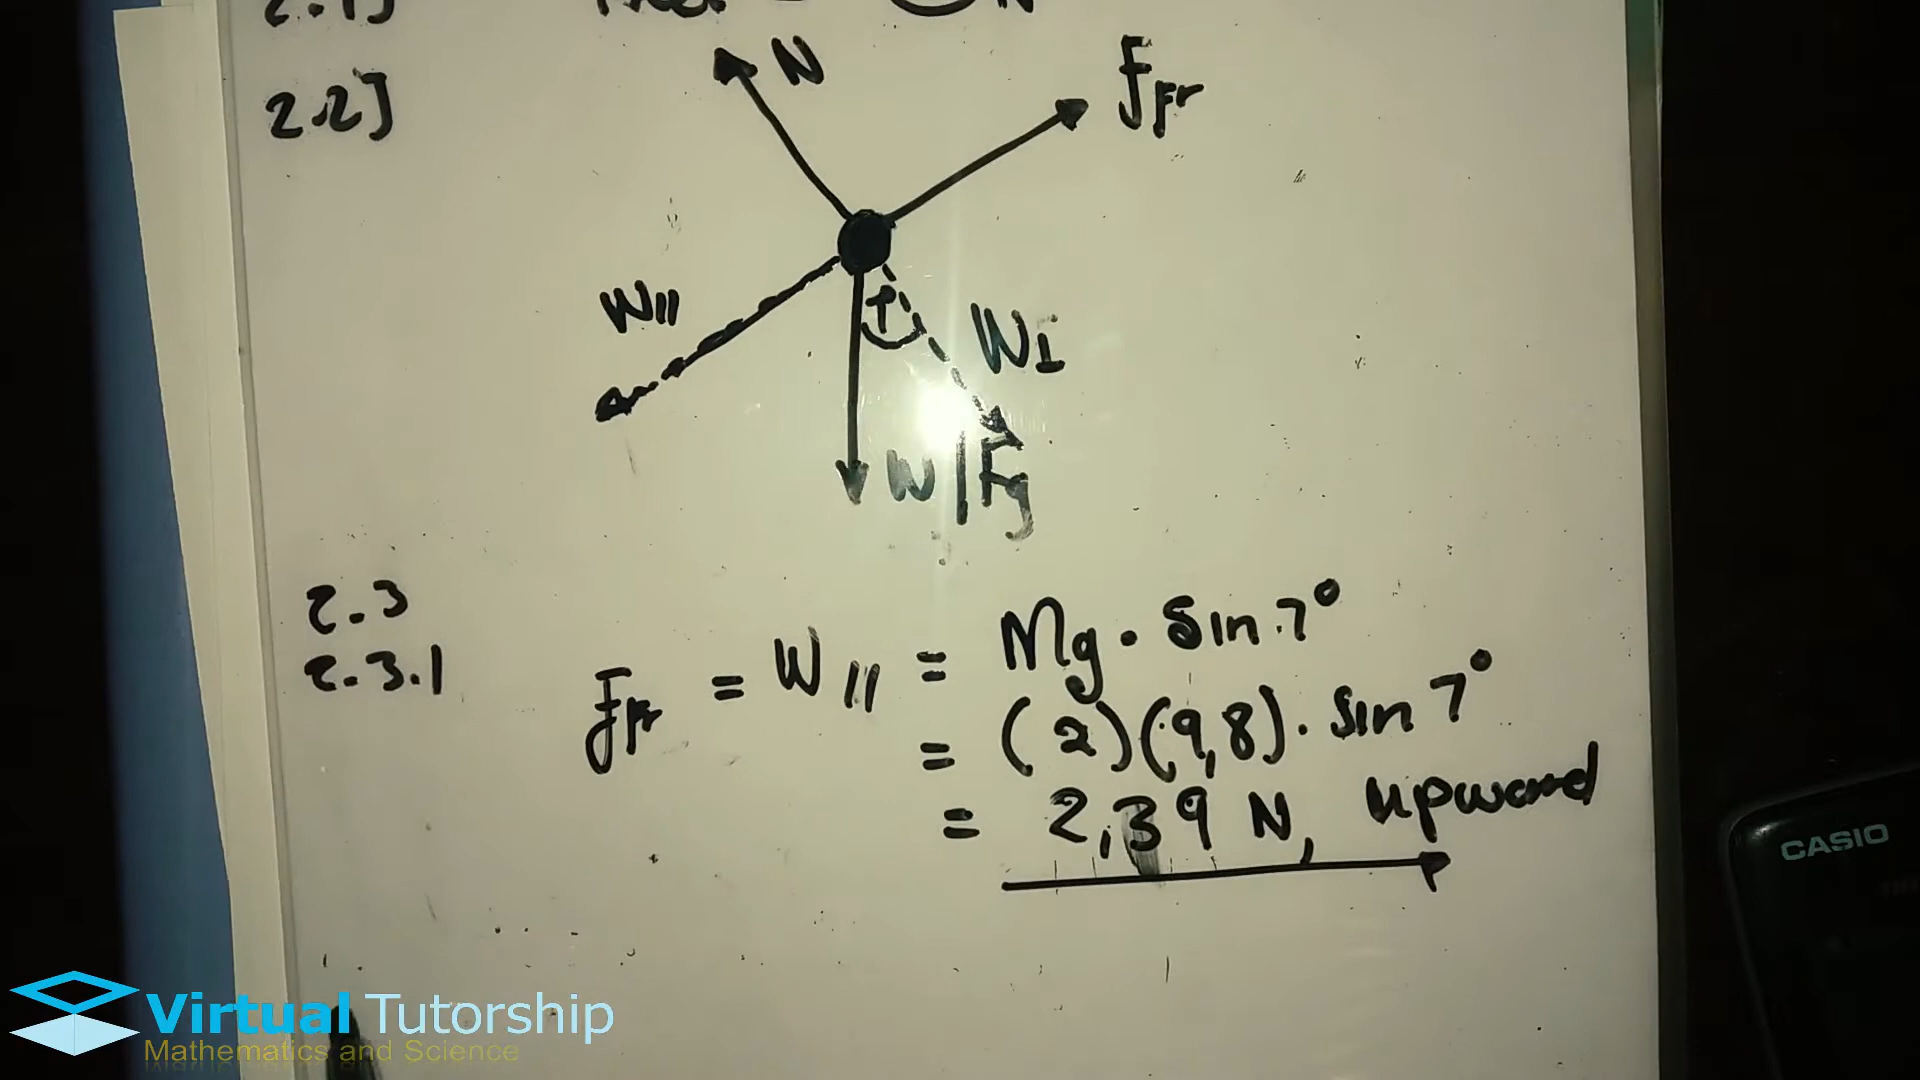 2.2]
N
Ffr
W//
7°
W⊥
W|Fg
2.3
2.3.1
Ffr = W// = Mg · Sin 7°
= (2)(9,8) · Sin 7°
= 2,39 N, upward
CASIO
Virtual Tutorship
Mathematics and Science